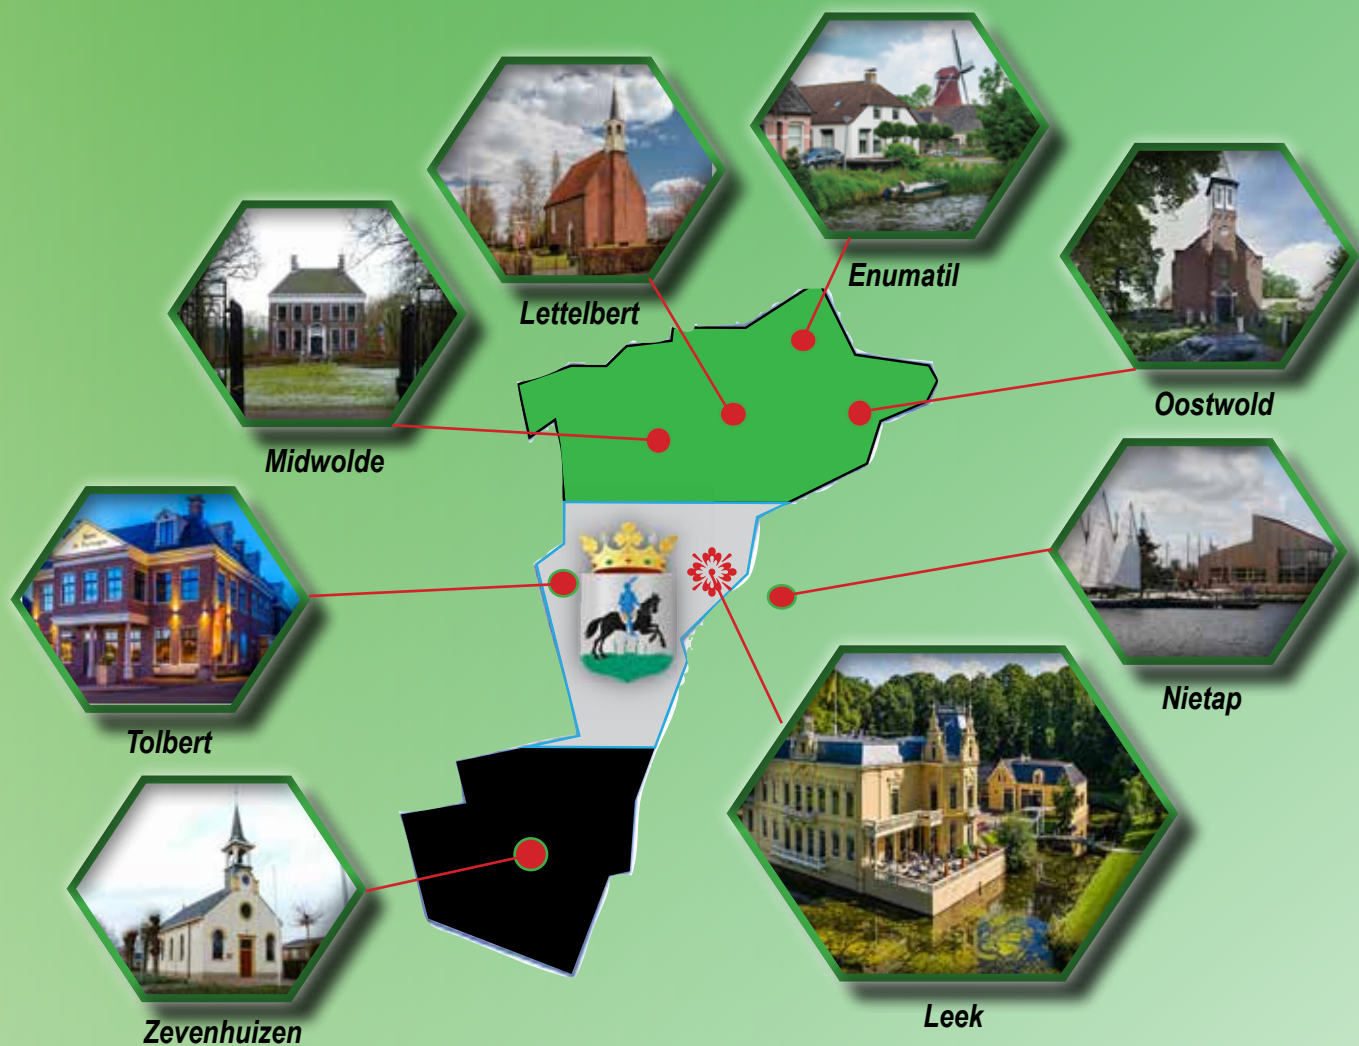 Enumatil
Lettelbert
Oostwold
Midwolde
Nietap
Tolbert
Leek
Zevenhuizen